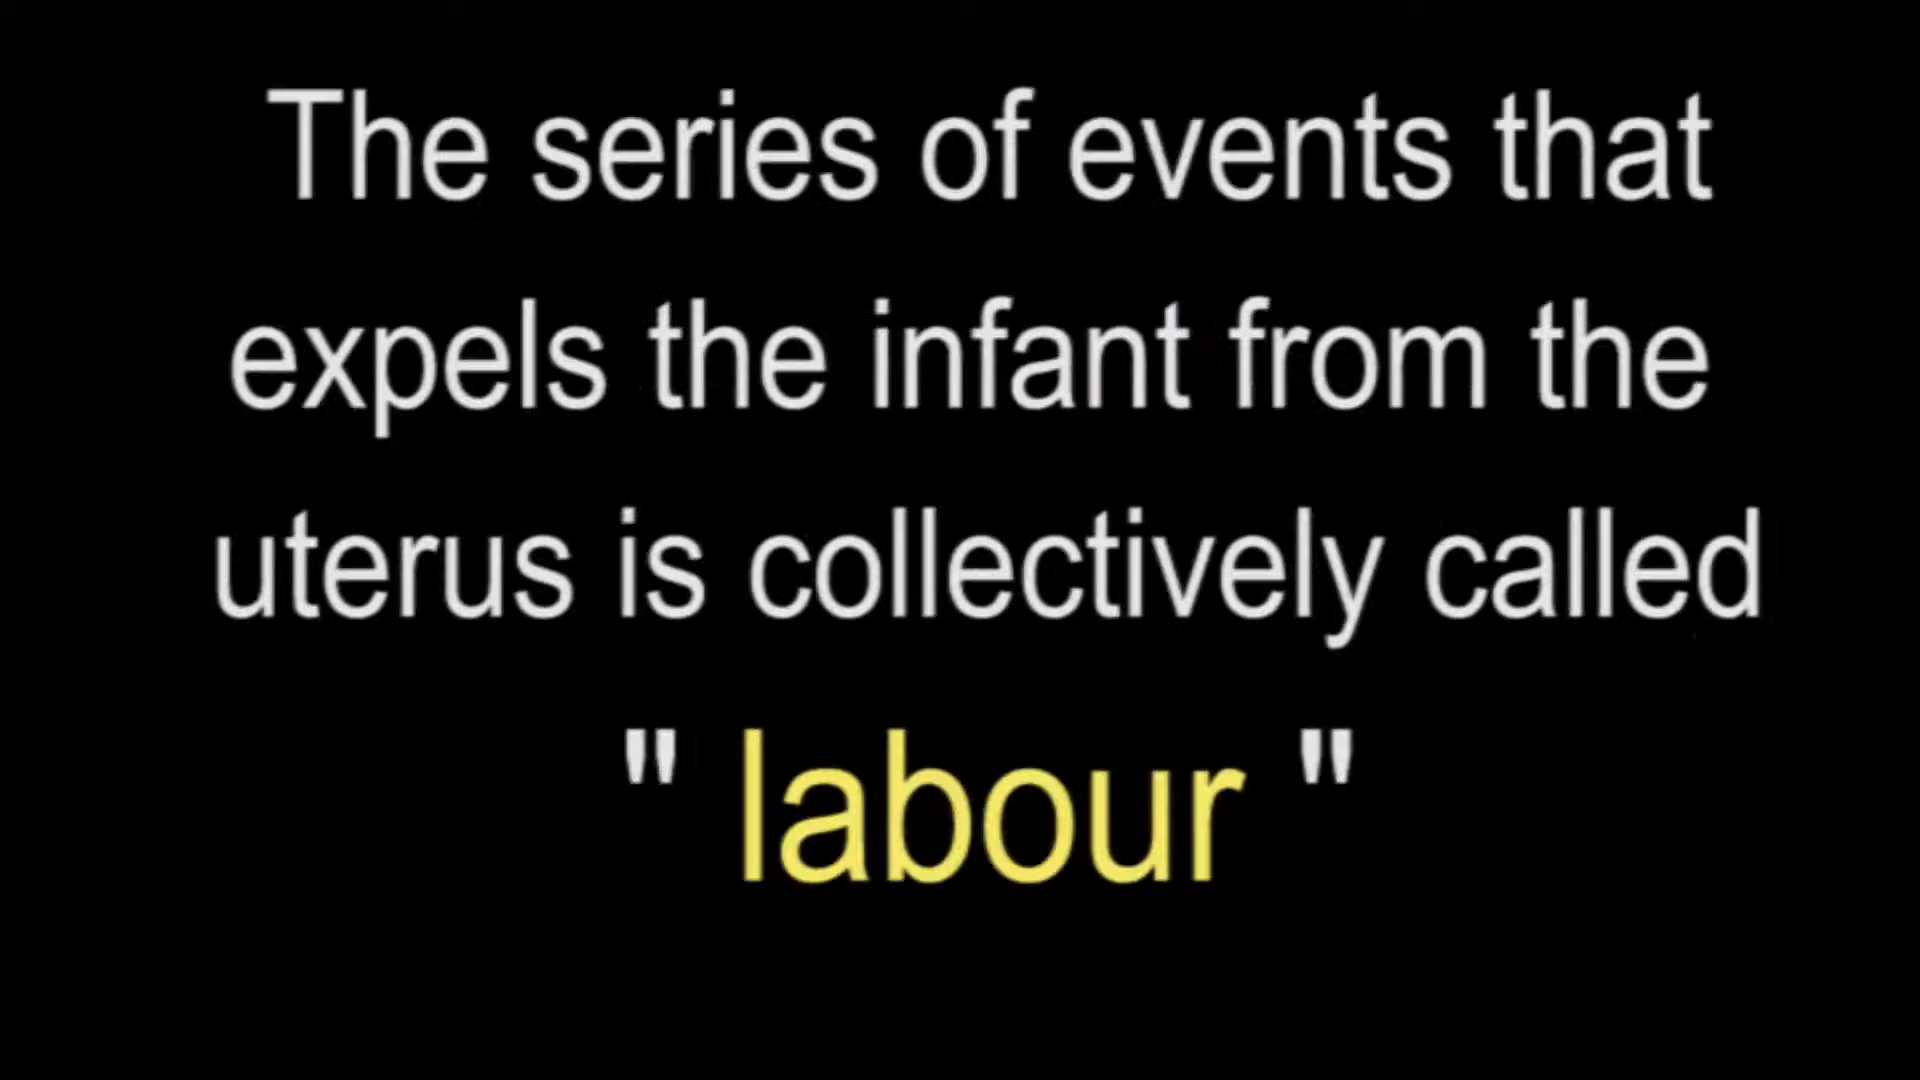 The series of events that
expels the infant from the
uterus is collectively called
" labour "